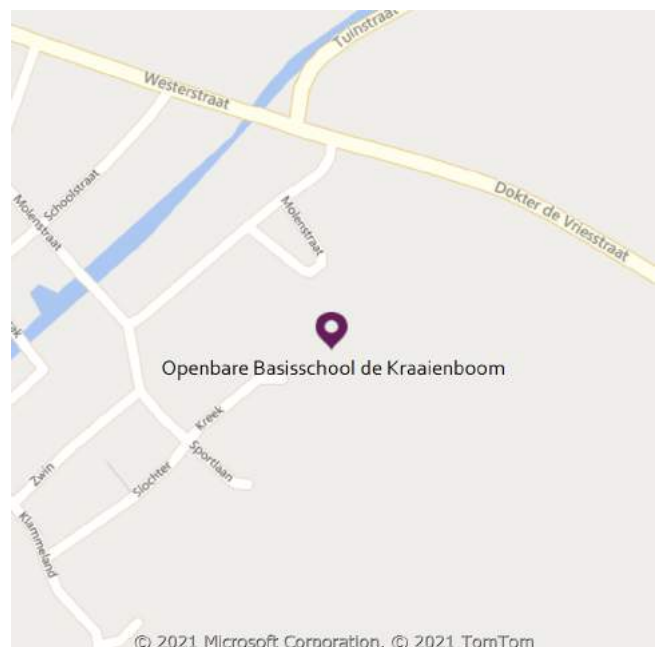 Tuinstraat
Westerstraat
Dokter de Vriesstraat
Schoolstraat
Molenstraat
Molenstraat
Openbare Basisschool de Kraaienboom
Kreek
Sportlaan
Zwin
Slochter
Klammeland
© 2021 Microsoft Corporation, © 2021 TomTom